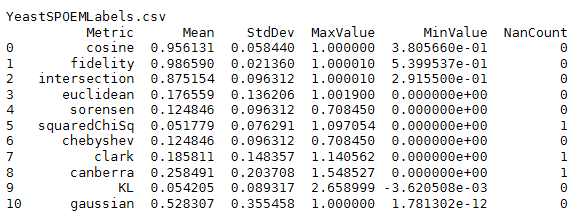 YeastSPOEMLabels.csv
Metric Mean StdDev MaxValue MinValue NanCount
0 cosine 0.956131 0.058440 1.000000 3.805660e-01 0
1 fidelity 0.986590 0.021360 1.000010 5.399537e-01 0
2 intersection 0.875154 0.096312 1.000010 2.915500e-01 0
3 euclidean 0.176559 0.136206 1.001900 0.000000e+00 0
4 sorensen 0.124846 0.096312 0.708450 0.000000e+00 0
5 squaredChiSq 0.051779 0.076291 1.097054 0.000000e+00 1
6 chebyshev 0.124846 0.096312 0.708450 0.000000e+00 0
7 clark 0.185811 0.148357 1.140562 0.000000e+00 1
8 canberra 0.258491 0.203708 1.548527 0.000000e+00 1
9 KL 0.054205 0.089317 2.658999 -3.620508e-03 0
10 gaussian 0.528307 0.355458 1.000000 1.781302e-12 0